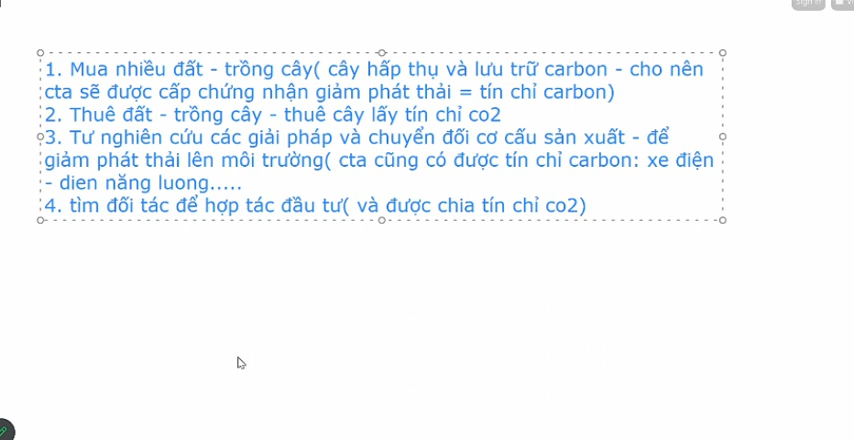 Sign in
1. Mua nhiều đất - trồng cây( cây hấp thụ và lưu trữ carbon - cho nên
cta sẽ được cấp chứng nhận giảm phát thải = tín chỉ carbon)
2. Thuê đất - trồng cây - thuê cây lấy tín chỉ co2
3. Tư nghiên cứu các giải pháp và chuyển đổi cơ cấu sản xuất - để
giảm phát thải lên môi trường( cta cũng có được tín chỉ carbon: xe điện
- dien năng luong.....
4. tìm đối tác để hợp tác đầu tư( và được chia tín chỉ co2)